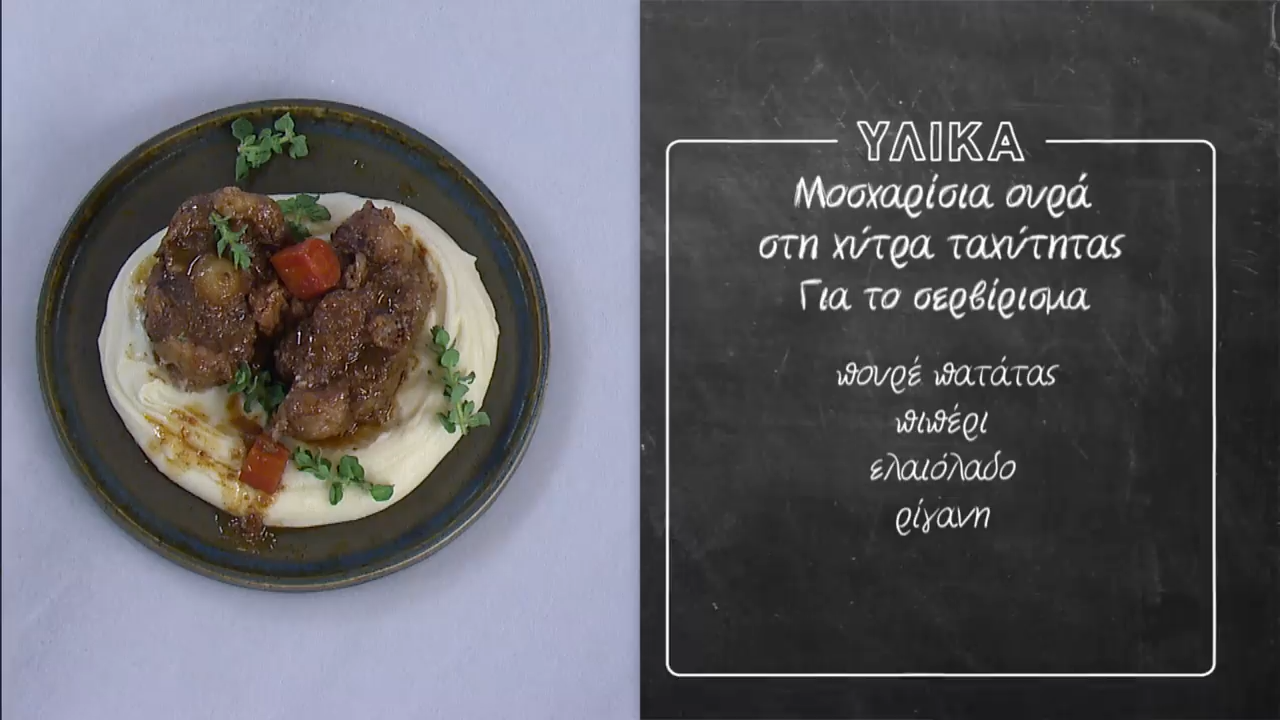 ΥΛΙΚΑ
Μοσχαρίσια ουρά
στη χύτρα ταχύτητας
Για το σερβίρισμα
πουρέ πατάτας
πιπέρι
ελαιόλαδο
ρίγανη